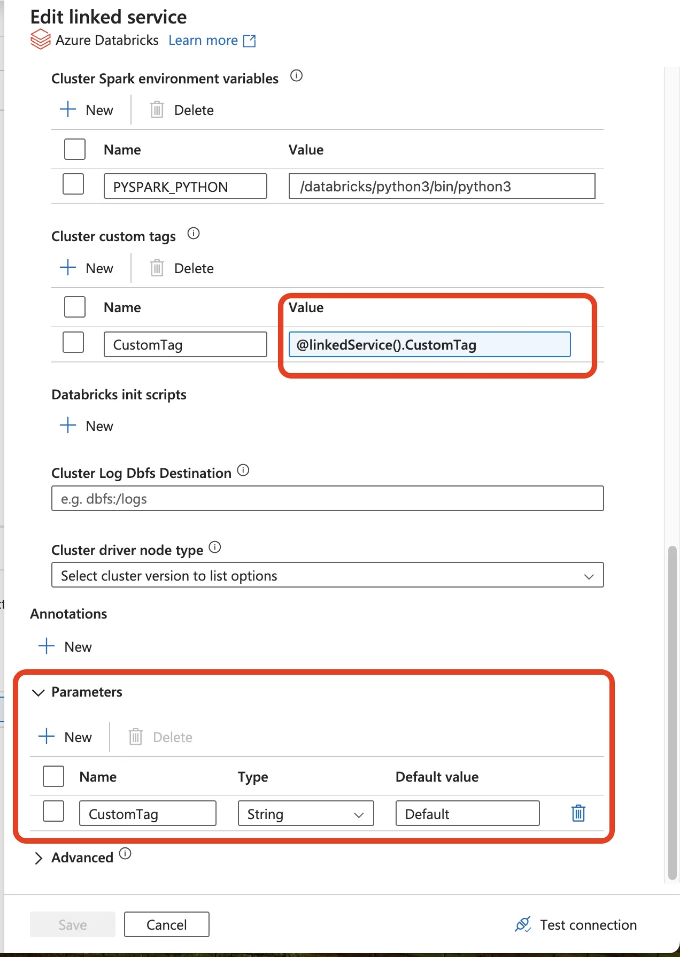 Edit linked service
Azure Databricks Learn more
Cluster Spark environment variables
New Delete
Name Value
PYSPARK_PYTHON /databricks/python3/bin/python3
Cluster custom tags
New Delete
Name Value
CustomTag @linkedService().CustomTag
Databricks init scripts
New
Cluster Log Dbfs Destination
e.g. dbfs:/logs
Cluster driver node type
Select cluster version to list options
Annotations
New
Parameters
New Delete
Name Type Default value
CustomTag String Default
Advanced
Save Cancel Test connection